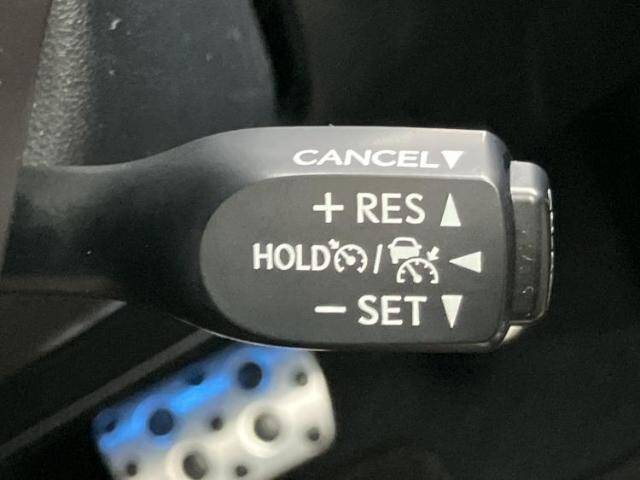 CANCEL▼
+ RES ▲
HOLD / ◀
- SET ▼